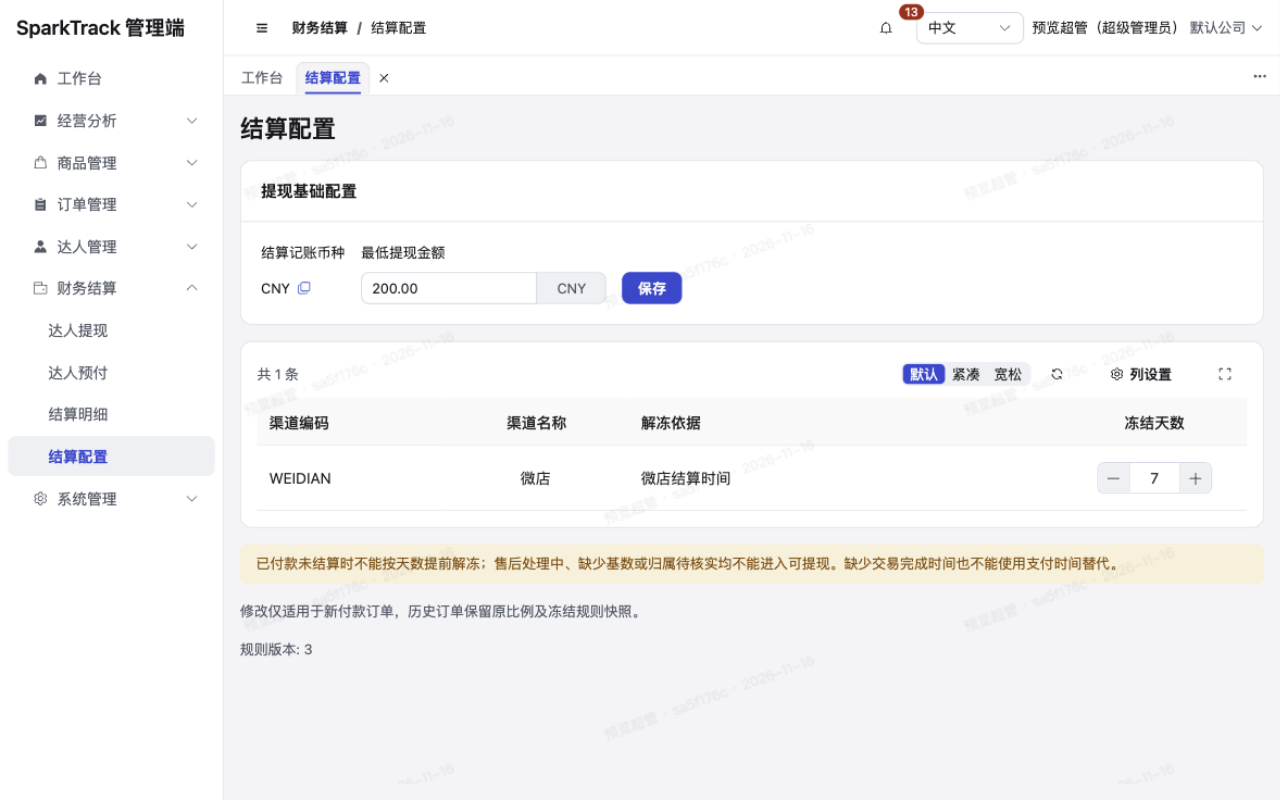 SparkTrack 管理端
工作台
经营分析
商品管理
订单管理
达人管理
财务结算
达人提现
达人预付
结算明细
结算配置
系统管理
财务结算 / 结算配置
13
中文
预览超管（超级管理员）
默认公司
工作台
结算配置
结算配置
提现基础配置
结算记账币种 最低提现金额
CNY 200.00 CNY 保存
共 1 条
默认 紧凑 宽松
列设置
渠道编码 渠道名称 解冻依据 冻结天数
WEIDIAN 微店 微店结算时间 7
已付款未结算时不能按天数提前解冻；售后处理中、缺少基数或归属待核实均不能进入可提现。缺少交易完成时间也不能使用支付时间替代。
修改仅适用于新付款订单，历史订单保留原比例及冻结规则快照。
规则版本: 3
预览超管 · sa5f176c · 2026-11-16